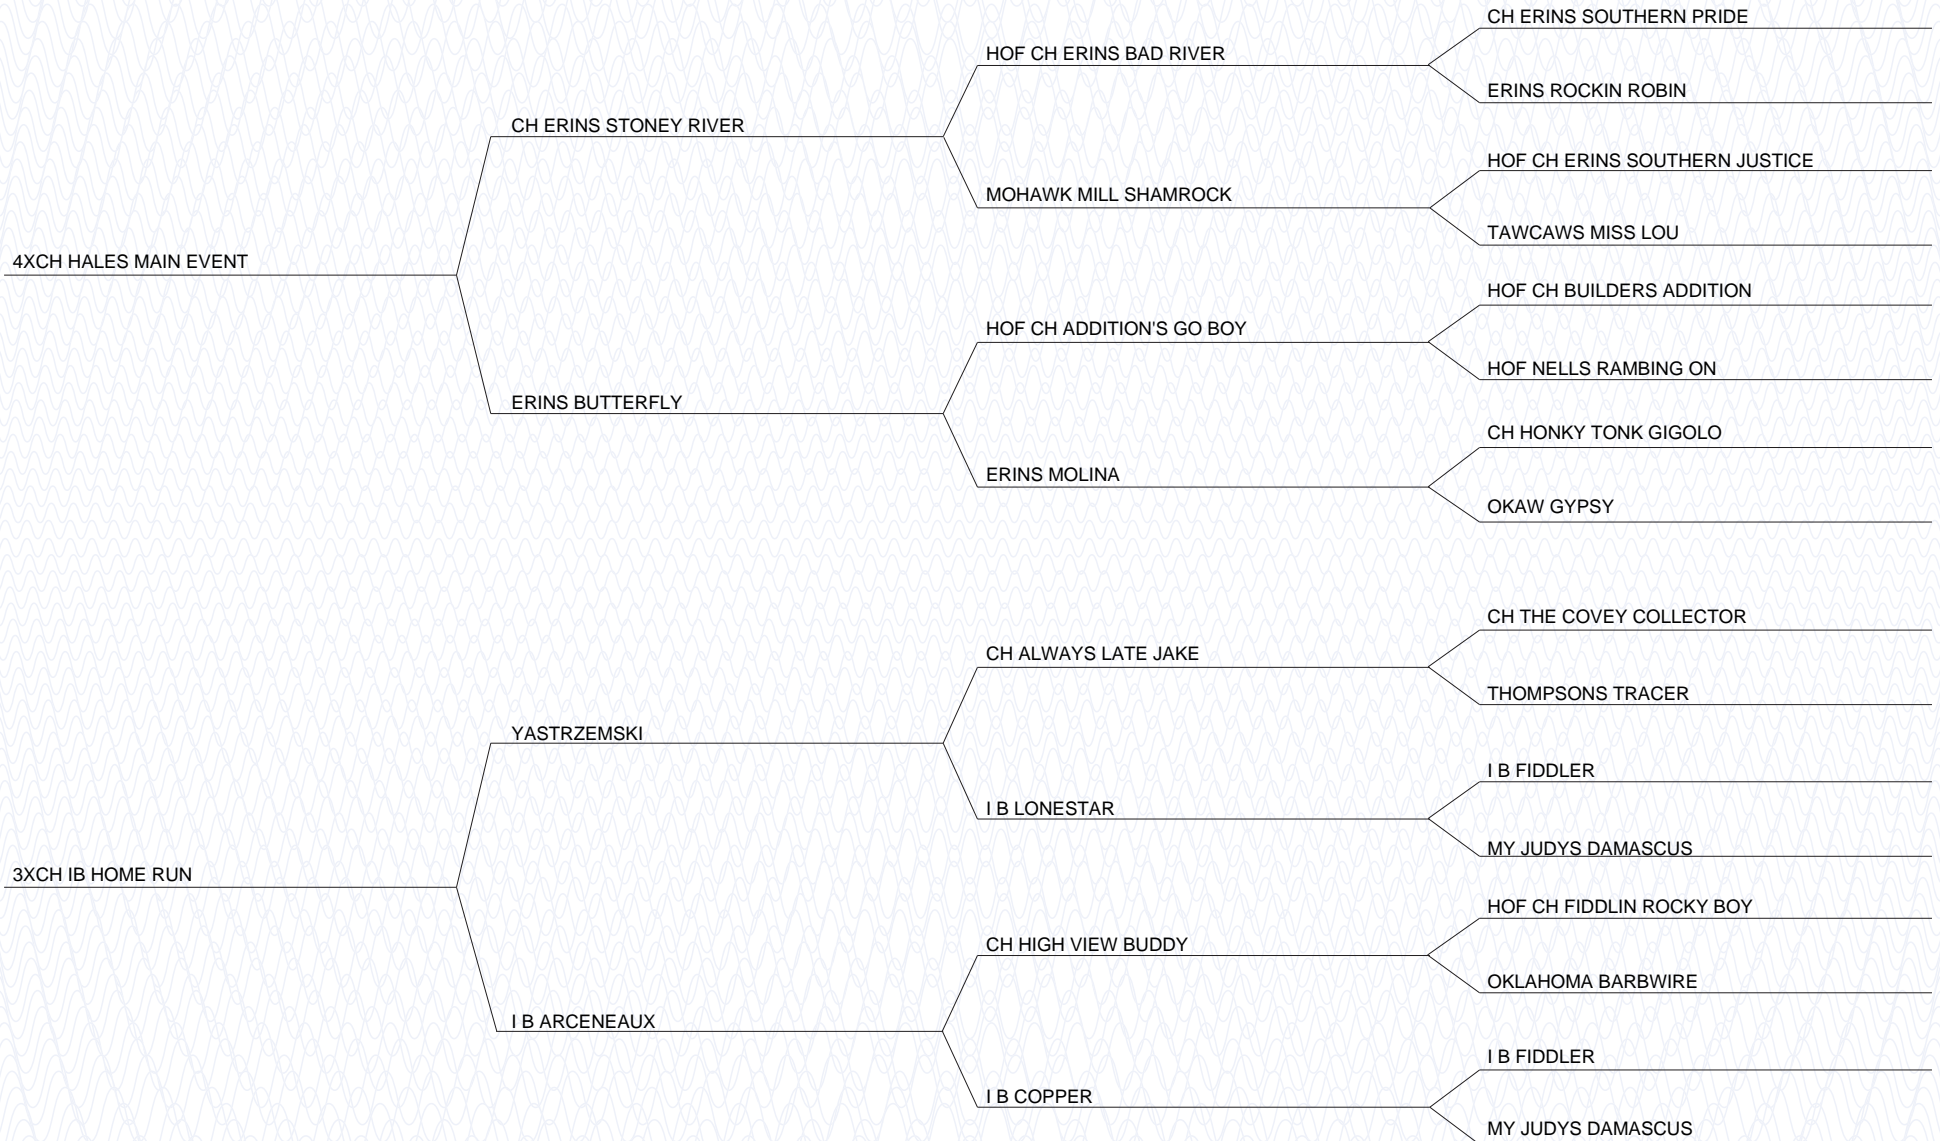 CH ERINS SOUTHERN PRIDE
HOF CH ERINS BAD RIVER
ERINS ROCKIN ROBIN
CH ERINS STONEY RIVER
HOF CH ERINS SOUTHERN JUSTICE
MOHAWK MILL SHAMROCK
TAWCAWS MISS LOU
4XCH HALES MAIN EVENT
HOF CH BUILDERS ADDITION
HOF CH ADDITION'S GO BOY
HOF NELLS RAMBING ON
ERINS BUTTERFLY
CH HONKY TONK GIGOLO
ERINS MOLINA
OKAW GYPSY
CH THE COVEY COLLECTOR
CH ALWAYS LATE JAKE
THOMPSONS TRACER
YASTRZEMSKI
I B FIDDLER
I B LONESTAR
MY JUDYS DAMASCUS
3XCH IB HOME RUN
HOF CH FIDDLIN ROCKY BOY
CH HIGH VIEW BUDDY
OKLAHOMA BARBWIRE
I B ARCENEAUX
I B FIDDLER
I B COPPER
MY JUDYS DAMASCUS